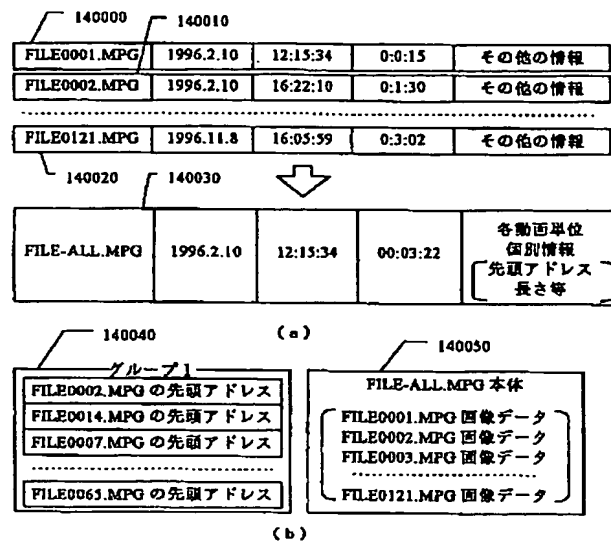 140000 140010
FILE0001.MPG 1996.2.10 12:15:34 0:0:15 その他の情報
FILE0002.MPG 1996.2.10 16:22:10 0:1:30 その他の情報
FILE0121.MPG 1996.11.8 16:05:59 0:3:02 その他の情報
140020 140030
FILE-ALL.MPG 1996.2.10 12:15:34 00:03:22 各動画単位
個別情報
先頭アドレス
長さ等
(a)
140040 140050
グループ1
FILE0002.MPG の先頭アドレス
FILE0014.MPG の先頭アドレス
FILE0007.MPG の先頭アドレス
FILE0065.MPG の先頭アドレス
FILE-ALL.MPG 本体
FILE0001.MPG 画像データ
FILE0002.MPG 画像データ
FILE0003.MPG 画像データ
FILE0121.MPG 画像データ
(b)